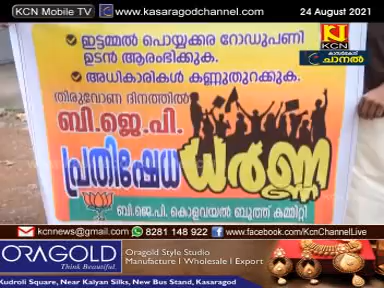 KCN Mobile TV www.kasaragodchannel.com 24 August 2021
KCN
കാസർകോട്
ചാനൽ
• ഇട്ടമ്മൽ പൊയ്യക്കര റോഡുപണി
ഉടൻ ആരംഭിക്കുക.
• അധികാരികൾ കണ്ണുതുറക്കുക.
തിരുവോണ ദിനത്തിൽ
ബി.ജെ.പി.
പ്രതിഷേധ ധർണ്ണ
ബി.ജെ.പി. കൊളവയൽ ബൂത്ത് കമ്മിറ്റി
kcnnews@gmail.com 8281 148 922 www.facebook.com/KcnChannelLive
ORAGOLD
Think Beautiful.
Oragold Style Studio
Manufacture I Wholesale I Export
Kudroli Square, Near Kalyan Silks, New Bus Stand, Kasaragod